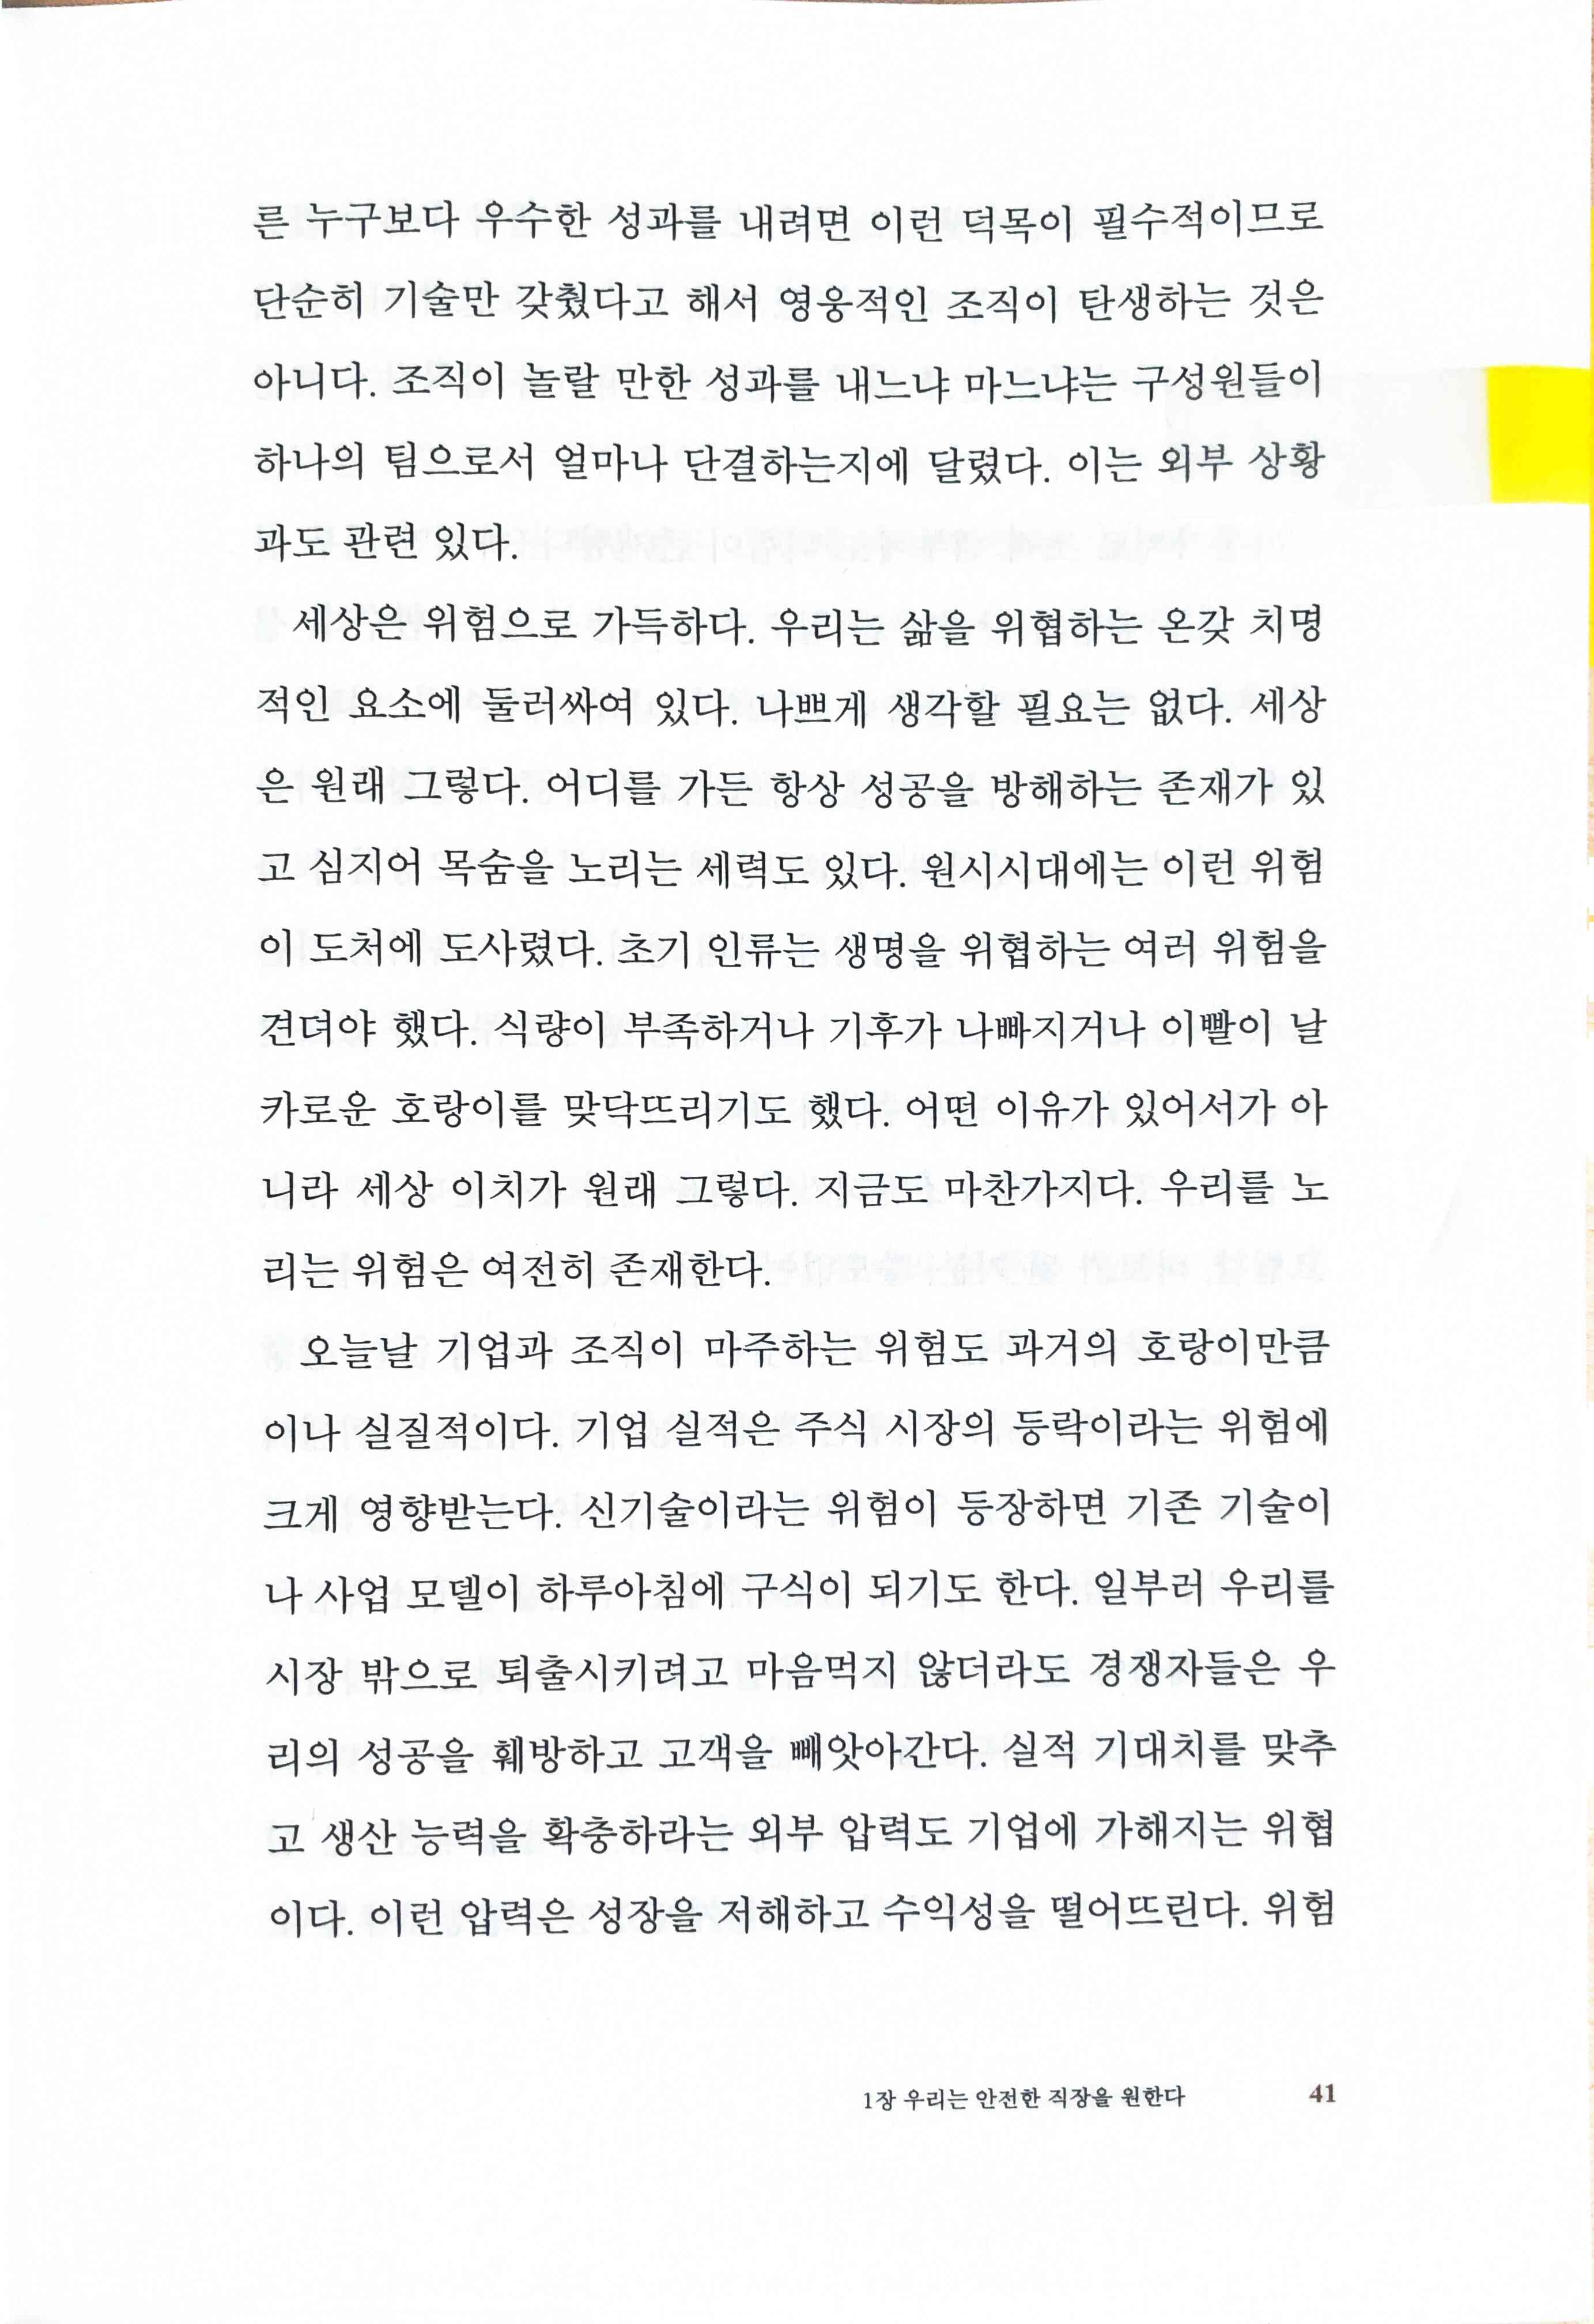 른 누구보다 우수한 성과를 내려면 이런 덕목이 필수적이므로
단순히 기술만 갖췄다고 해서 영웅적인 조직이 탄생하는 것은
아니다. 조직이 놀랄 만한 성과를 내느냐 마느냐는 구성원들이
하나의 팀으로서 얼마나 단결하는지에 달렸다. 이는 외부 상황
과도 관련 있다.
세상은 위험으로 가득하다. 우리는 삶을 위협하는 온갖 치명
적인 요소에 둘러싸여 있다. 나쁘게 생각할 필요는 없다. 세상
은 원래 그렇다. 어디를 가든 항상 성공을 방해하는 존재가 있
고 심지어 목숨을 노리는 세력도 있다. 원시시대에는 이런 위험
이 도처에 도사렸다. 초기 인류는 생명을 위협하는 여러 위험을
견뎌야 했다. 식량이 부족하거나 기후가 나빠지거나 이빨이 날
카로운 호랑이를 맞닥뜨리기도 했다. 어떤 이유가 있어서가 아
니라 세상 이치가 원래 그렇다. 지금도 마찬가지다. 우리를 노
리는 위험은 여전히 존재한다.
오늘날 기업과 조직이 마주하는 위험도 과거의 호랑이만큼
이나 실질적이다. 기업 실적은 주식 시장의 등락이라는 위험에
크게 영향받는다. 신기술이라는 위험이 등장하면 기존 기술이
나 사업 모델이 하루아침에 구식이 되기도 한다. 일부러 우리를
시장 밖으로 퇴출시키려고 마음먹지 않더라도 경쟁자들은 우
리의 성공을 훼방하고 고객을 빼앗아간다. 실적 기대치를 맞추
고 생산 능력을 확충하라는 외부 압력도 기업에 가해지는 위협
이다. 이런 압력은 성장을 저해하고 수익성을 떨어뜨린다. 위험
1장 우리는 안전한 직장을 원한다 41